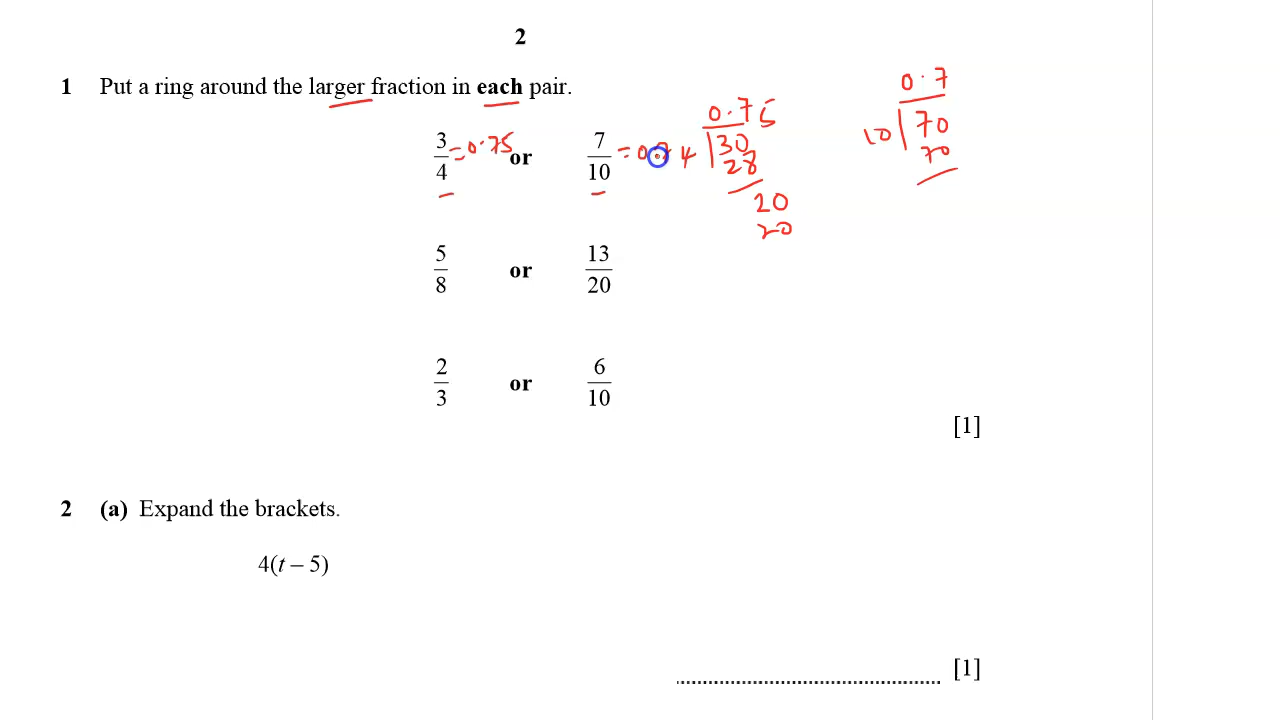 2
1 Put a ring around the larger fraction in each pair.
3/4 = 0.75 or 7/10 = 0.7
0.75
4 30
28
20
20
0.7
10 70
70
5/8 or 13/20
2/3 or 6/10
[1]
2 (a) Expand the brackets.
4(t – 5)
[1]